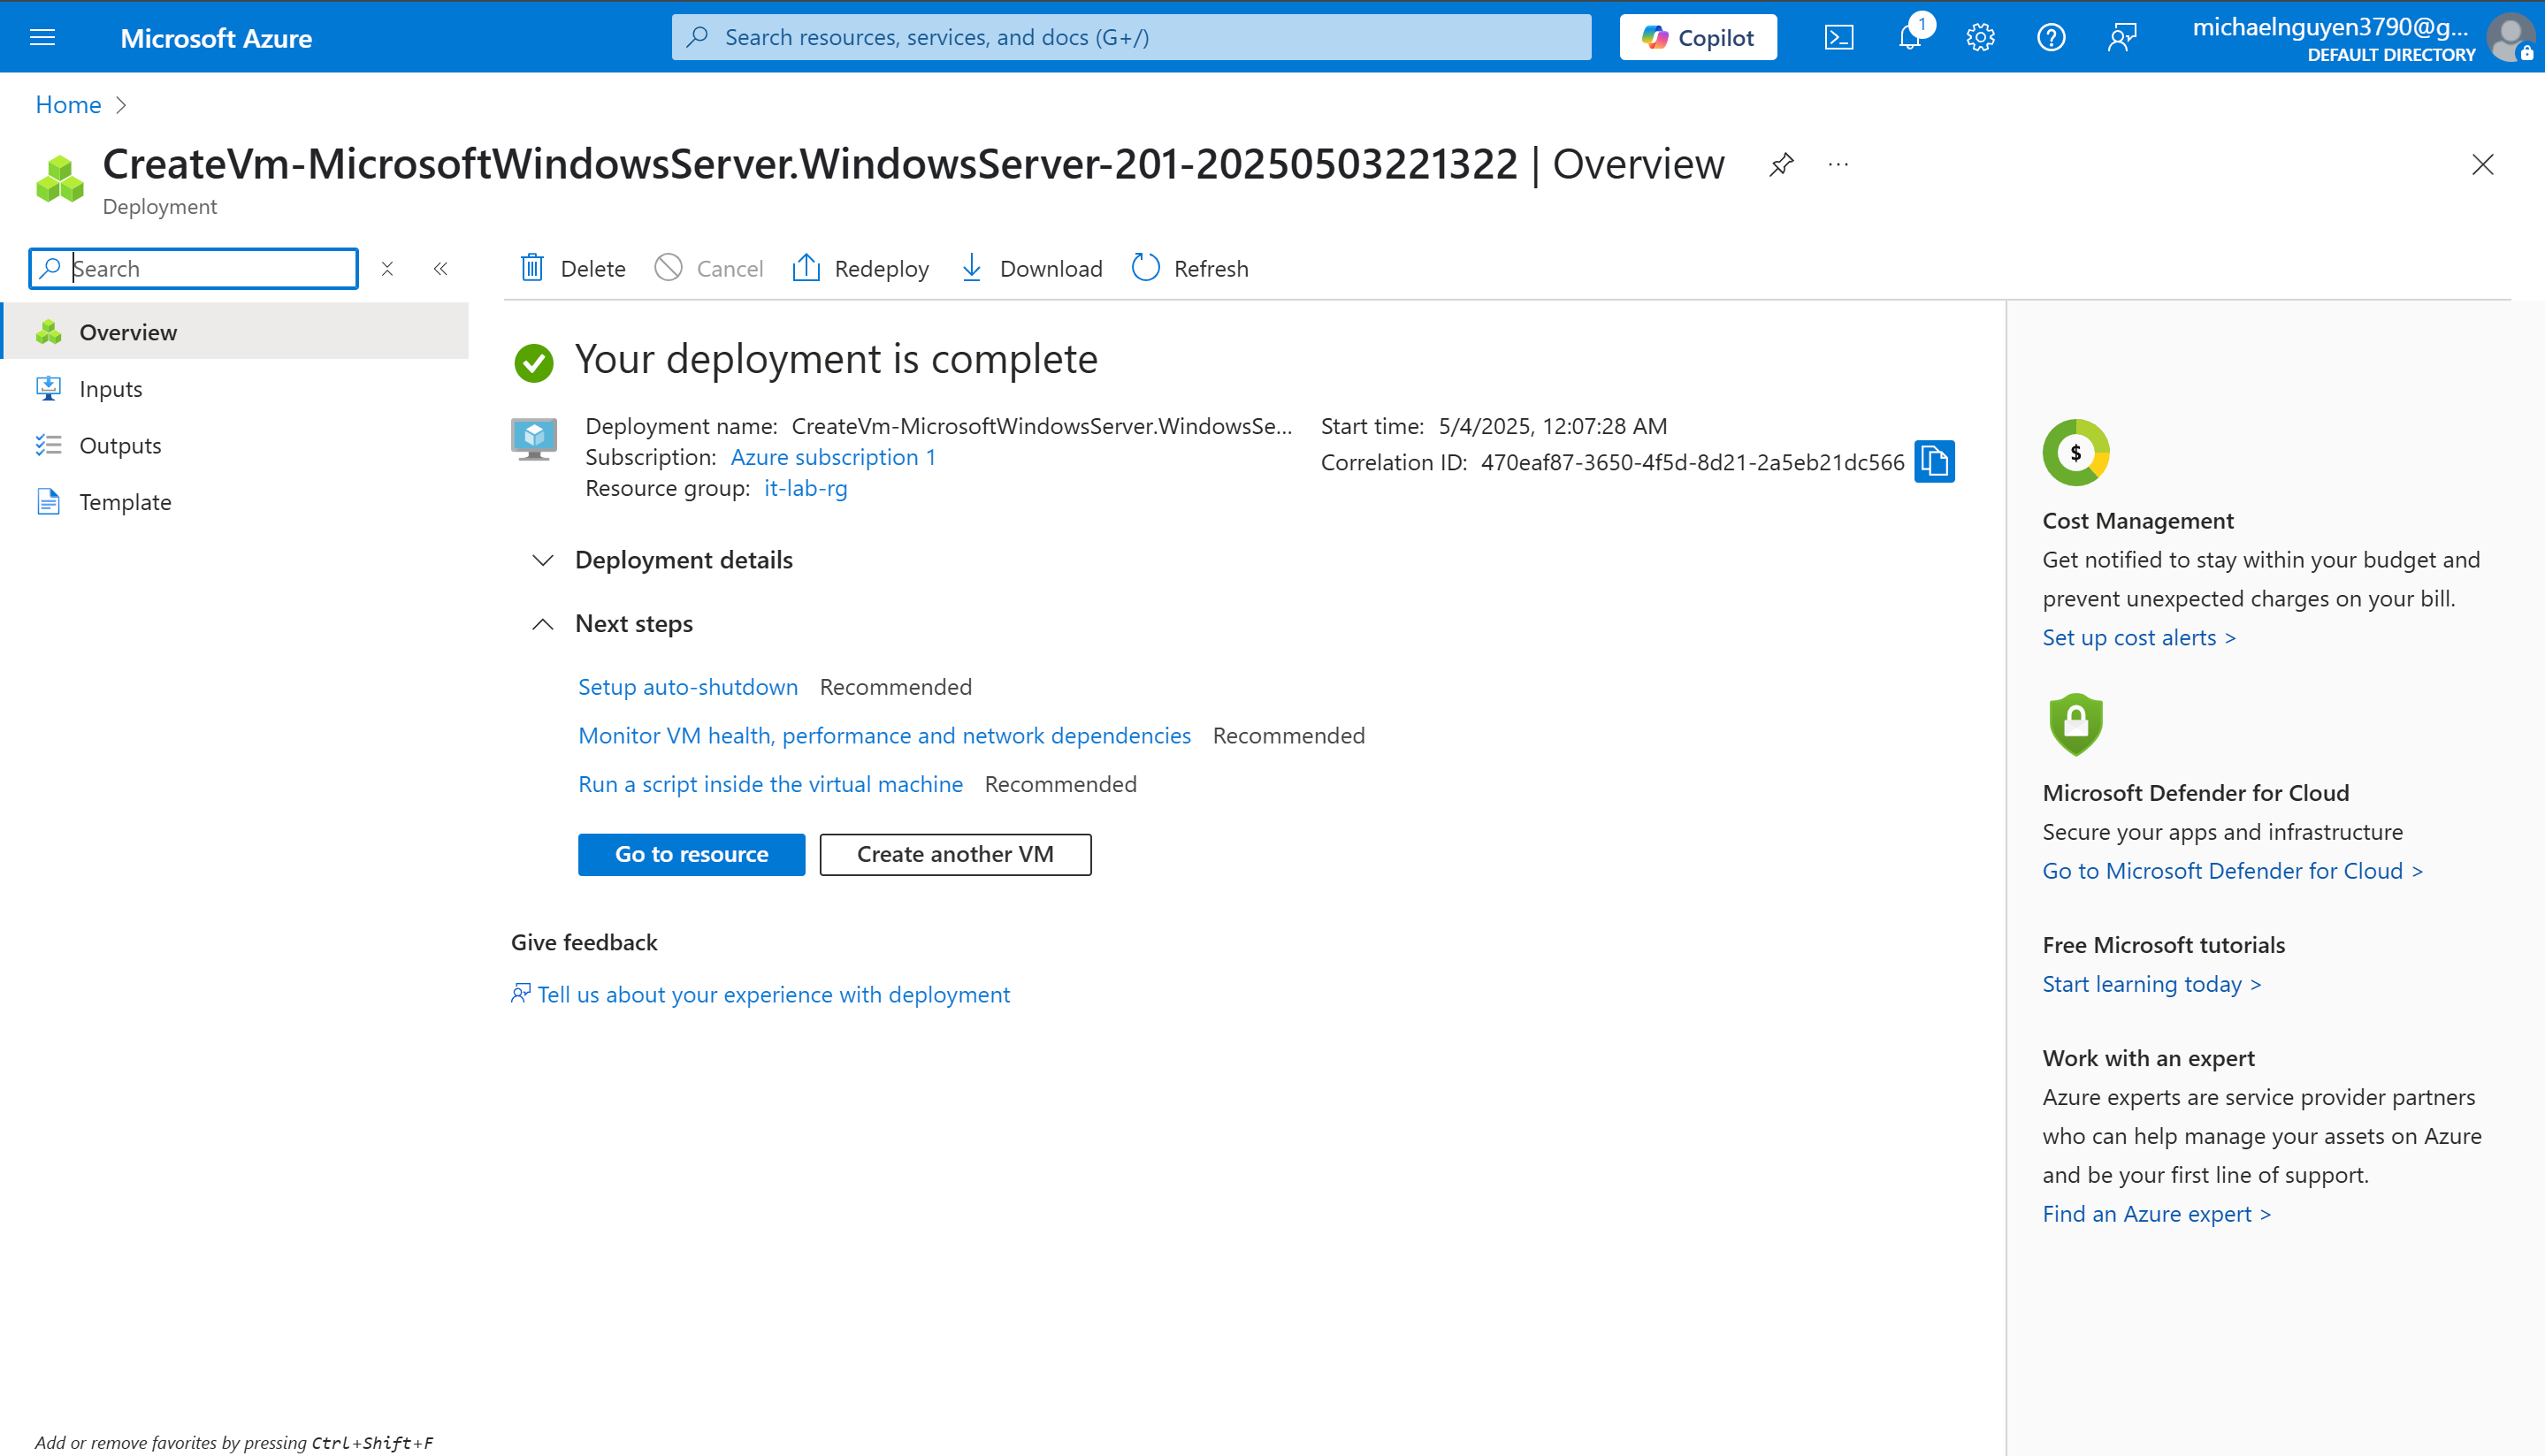 Microsoft Azure
Search resources, services, and docs (G+/)
Copilot
1
michaelnguyen3790@g...
DEFAULT DIRECTORY
Home >
CreateVm-MicrosoftWindowsServer.WindowsServer-201-20250503221322 | Overview
...
Deployment
Search
Delete
Cancel
Redeploy
Download
Refresh
Overview
Inputs
Outputs
Template
Your deployment is complete
Deployment name: CreateVm-MicrosoftWindowsServer.WindowsSe...
Subscription: Azure subscription 1
Resource group: it-lab-rg
Start time: 5/4/2025, 12:07:28 AM
Correlation ID: 470eaf87-3650-4f5d-8d21-2a5eb21dc566
Deployment details
Next steps
Setup auto-shutdown Recommended
Monitor VM health, performance and network dependencies Recommended
Run a script inside the virtual machine Recommended
Go to resource
Create another VM
Give feedback
Tell us about your experience with deployment
$
Cost Management
Get notified to stay within your budget and
prevent unexpected charges on your bill.
Set up cost alerts >
Microsoft Defender for Cloud
Secure your apps and infrastructure
Go to Microsoft Defender for Cloud >
Free Microsoft tutorials
Start learning today >
Work with an expert
Azure experts are service provider partners
who can help manage your assets on Azure
and be your first line of support.
Find an Azure expert >
Add or remove favorites by pressing Ctrl+Shift+F